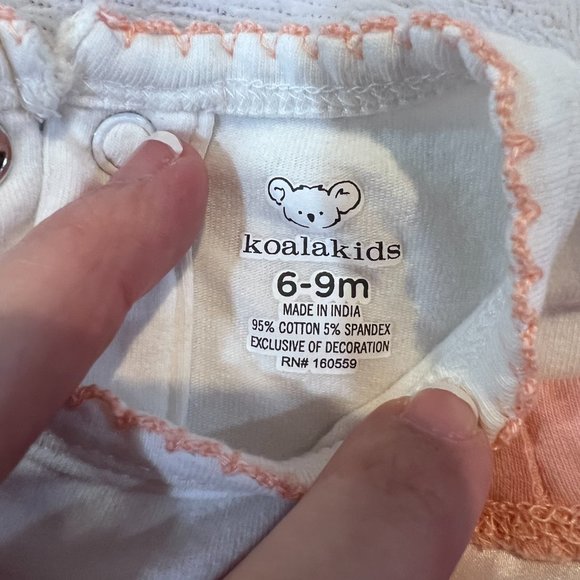 koalakids
6-9m
MADE IN INDIA
95% COTTON 5% SPANDEX
EXCLUSIVE OF DECORATION
RN# 160559